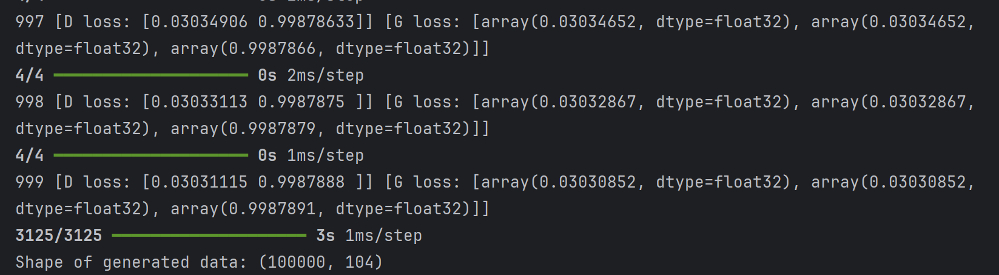 997 [D loss: [0.03034906 0.99878633]] [G loss: [array(0.03034652, dtype=float32), array(0.03034652,
dtype=float32), array(0.9987866, dtype=float32)]]
4/4 0s 2ms/step
998 [D loss: [0.03033113 0.9987875 ]] [G loss: [array(0.03032867, dtype=float32), array(0.03032867,
dtype=float32), array(0.9987879, dtype=float32)]]
4/4 0s 1ms/step
999 [D loss: [0.03031115 0.9987888 ]] [G loss: [array(0.03030852, dtype=float32), array(0.03030852,
dtype=float32), array(0.9987891, dtype=float32)]]
3125/3125 3s 1ms/step
Shape of generated data: (100000, 104)